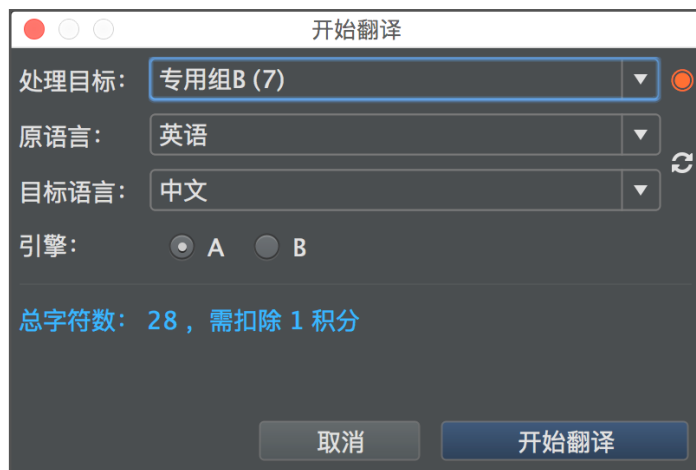 开始翻译
处理目标： 专用组B (7)
原语言： 英语
目标语言： 中文
引擎： A B
总字符数： 28 ，需扣除 1 积分
取消 开始翻译